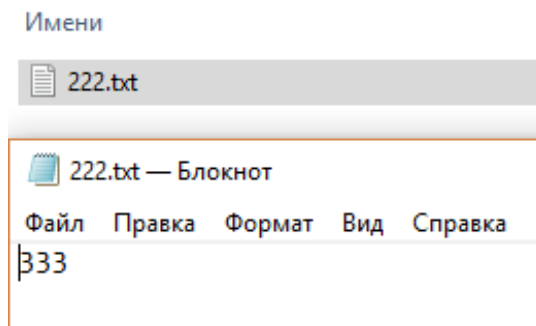 Имени
222.txt
222.txt — Блокнот
Файл Правка Формат Вид Справка
333